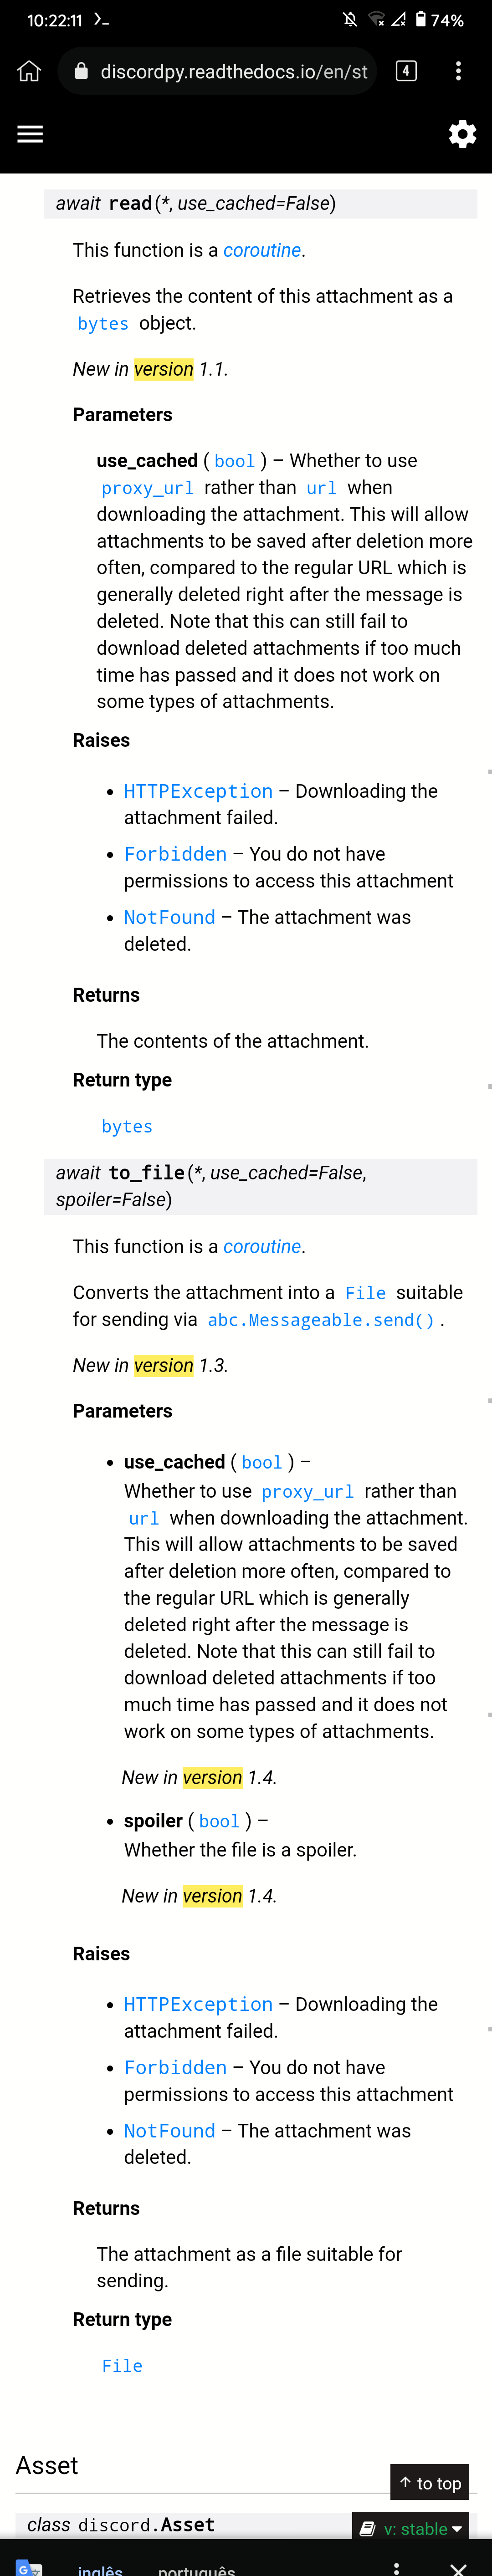 10:22:11
74%
discordpy.readthedocs.io/en/st
4
await read(*, use_cached=False)
This function is a coroutine.
Retrieves the content of this attachment as a
bytes object.
New in version 1.1.
Parameters
use_cached ( bool ) – Whether to use
proxy_url rather than url when
downloading the attachment. This will allow
attachments to be saved after deletion more
often, compared to the regular URL which is
generally deleted right after the message is
deleted. Note that this can still fail to
download deleted attachments if too much
time has passed and it does not work on
some types of attachments.
Raises
• HTTPException – Downloading the
attachment failed.
• Forbidden – You do not have
permissions to access this attachment
• NotFound – The attachment was
deleted.
Returns
The contents of the attachment.
Return type
bytes
await to_file(*, use_cached=False,
spoiler=False)
This function is a coroutine.
Converts the attachment into a File suitable
for sending via abc.Messageable.send() .
New in version 1.3.
Parameters
• use_cached ( bool ) –
Whether to use proxy_url rather than
url when downloading the attachment.
This will allow attachments to be saved
after deletion more often, compared to
the regular URL which is generally
deleted right after the message is
deleted. Note that this can still fail to
download deleted attachments if too
much time has passed and it does not
work on some types of attachments.
New in version 1.4.
• spoiler ( bool ) –
Whether the file is a spoiler.
New in version 1.4.
Raises
• HTTPException – Downloading the
attachment failed.
• Forbidden – You do not have
permissions to access this attachment
• NotFound – The attachment was
deleted.
Returns
The attachment as a file suitable for
sending.
Return type
File
Asset
to top
class discord.Asset
v: stable
inglês português